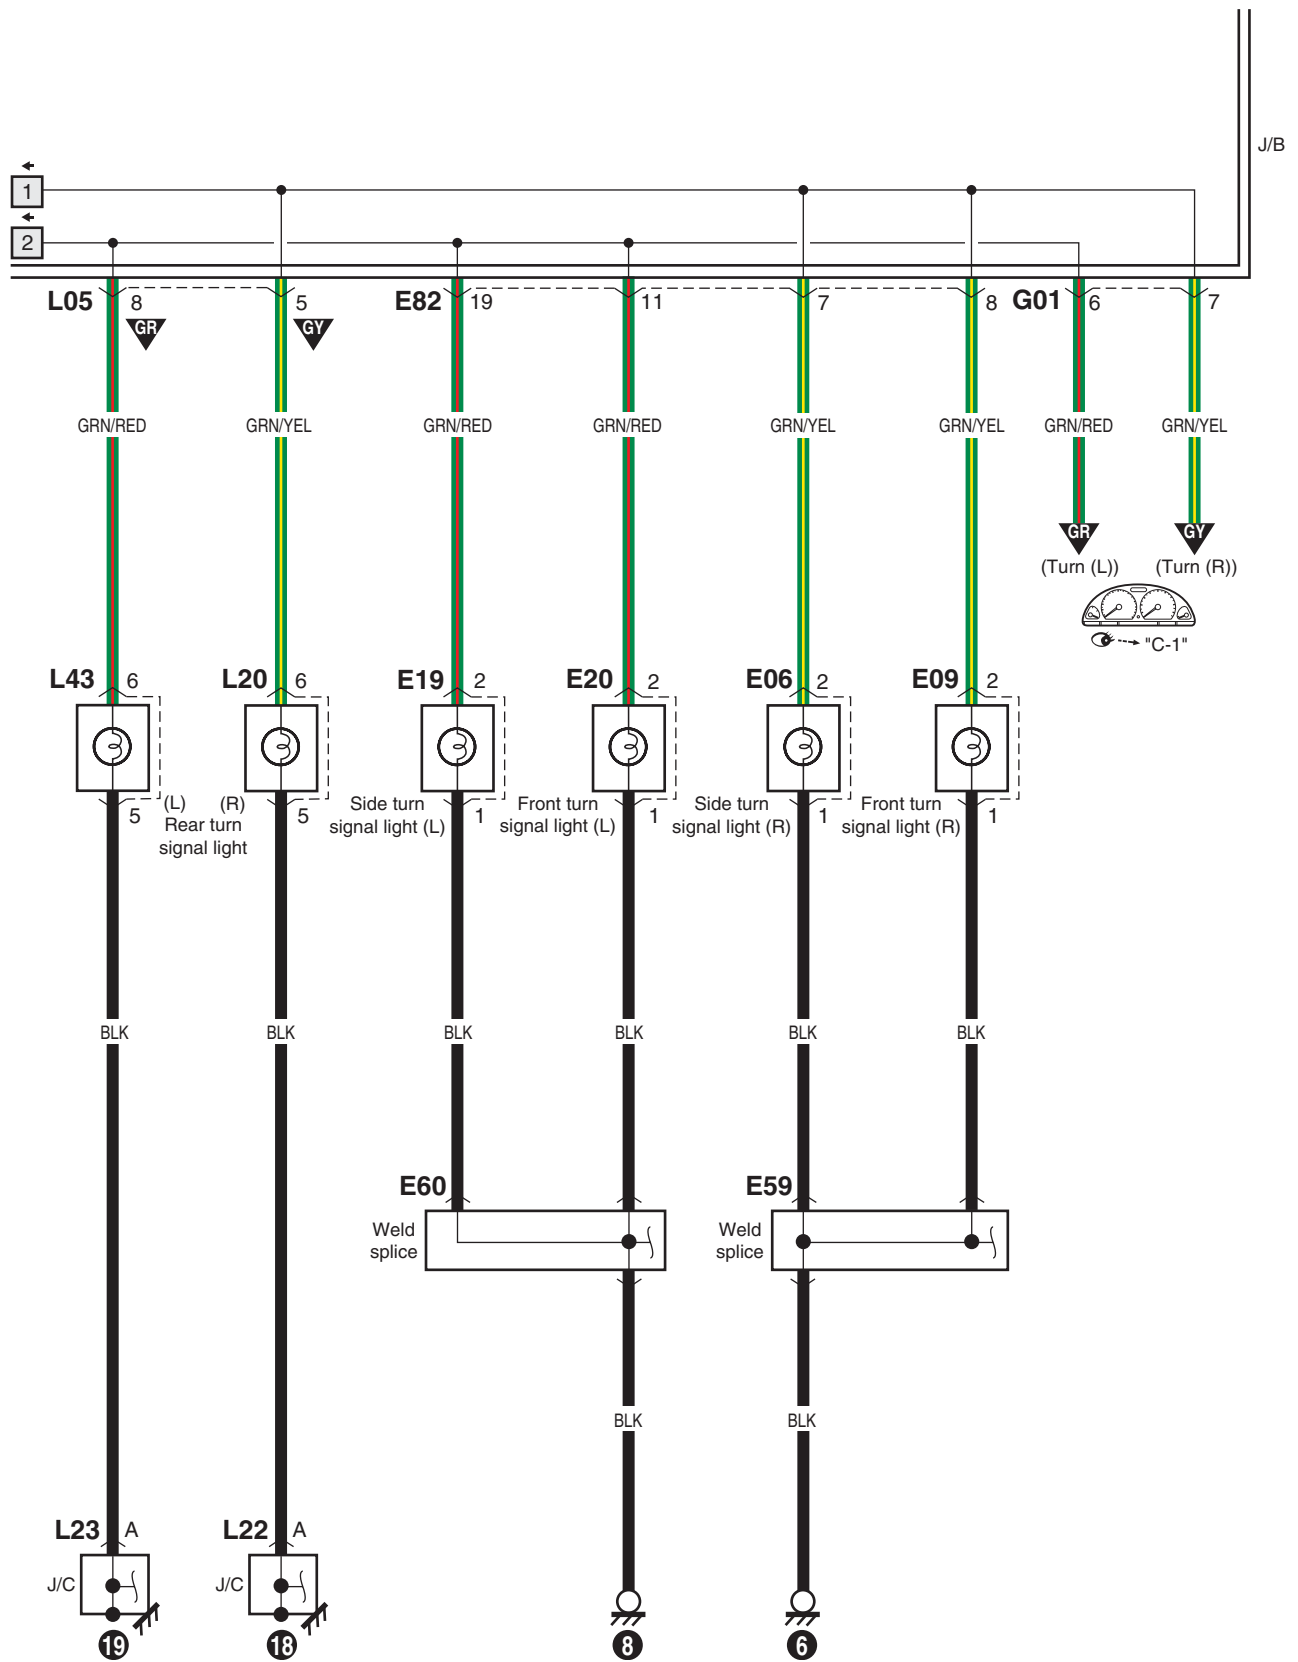 J/B
1
2
L05 8 5 E82 19 11 7 8 G01 6 7
GR GY
GRN/RED GRN/YEL GRN/RED GRN/RED GRN/YEL GRN/YEL GRN/RED GRN/YEL
GR GY
(Turn (L)) (Turn (R))
"C-1"
L43 6 L20 6 E19 2 E20 2 E06 2 E09 2
5 (L) (R) 5
Rear turn
signal light
Side turn
signal light (L) 1
Front turn
signal light (L) 1
Side turn
signal light (R) 1
Front turn
signal light (R) 1
BLK BLK BLK BLK BLK BLK
E60 E59
Weld
splice
Weld
splice
BLK BLK
L23 A L22 A
J/C J/C
19 18 8 6